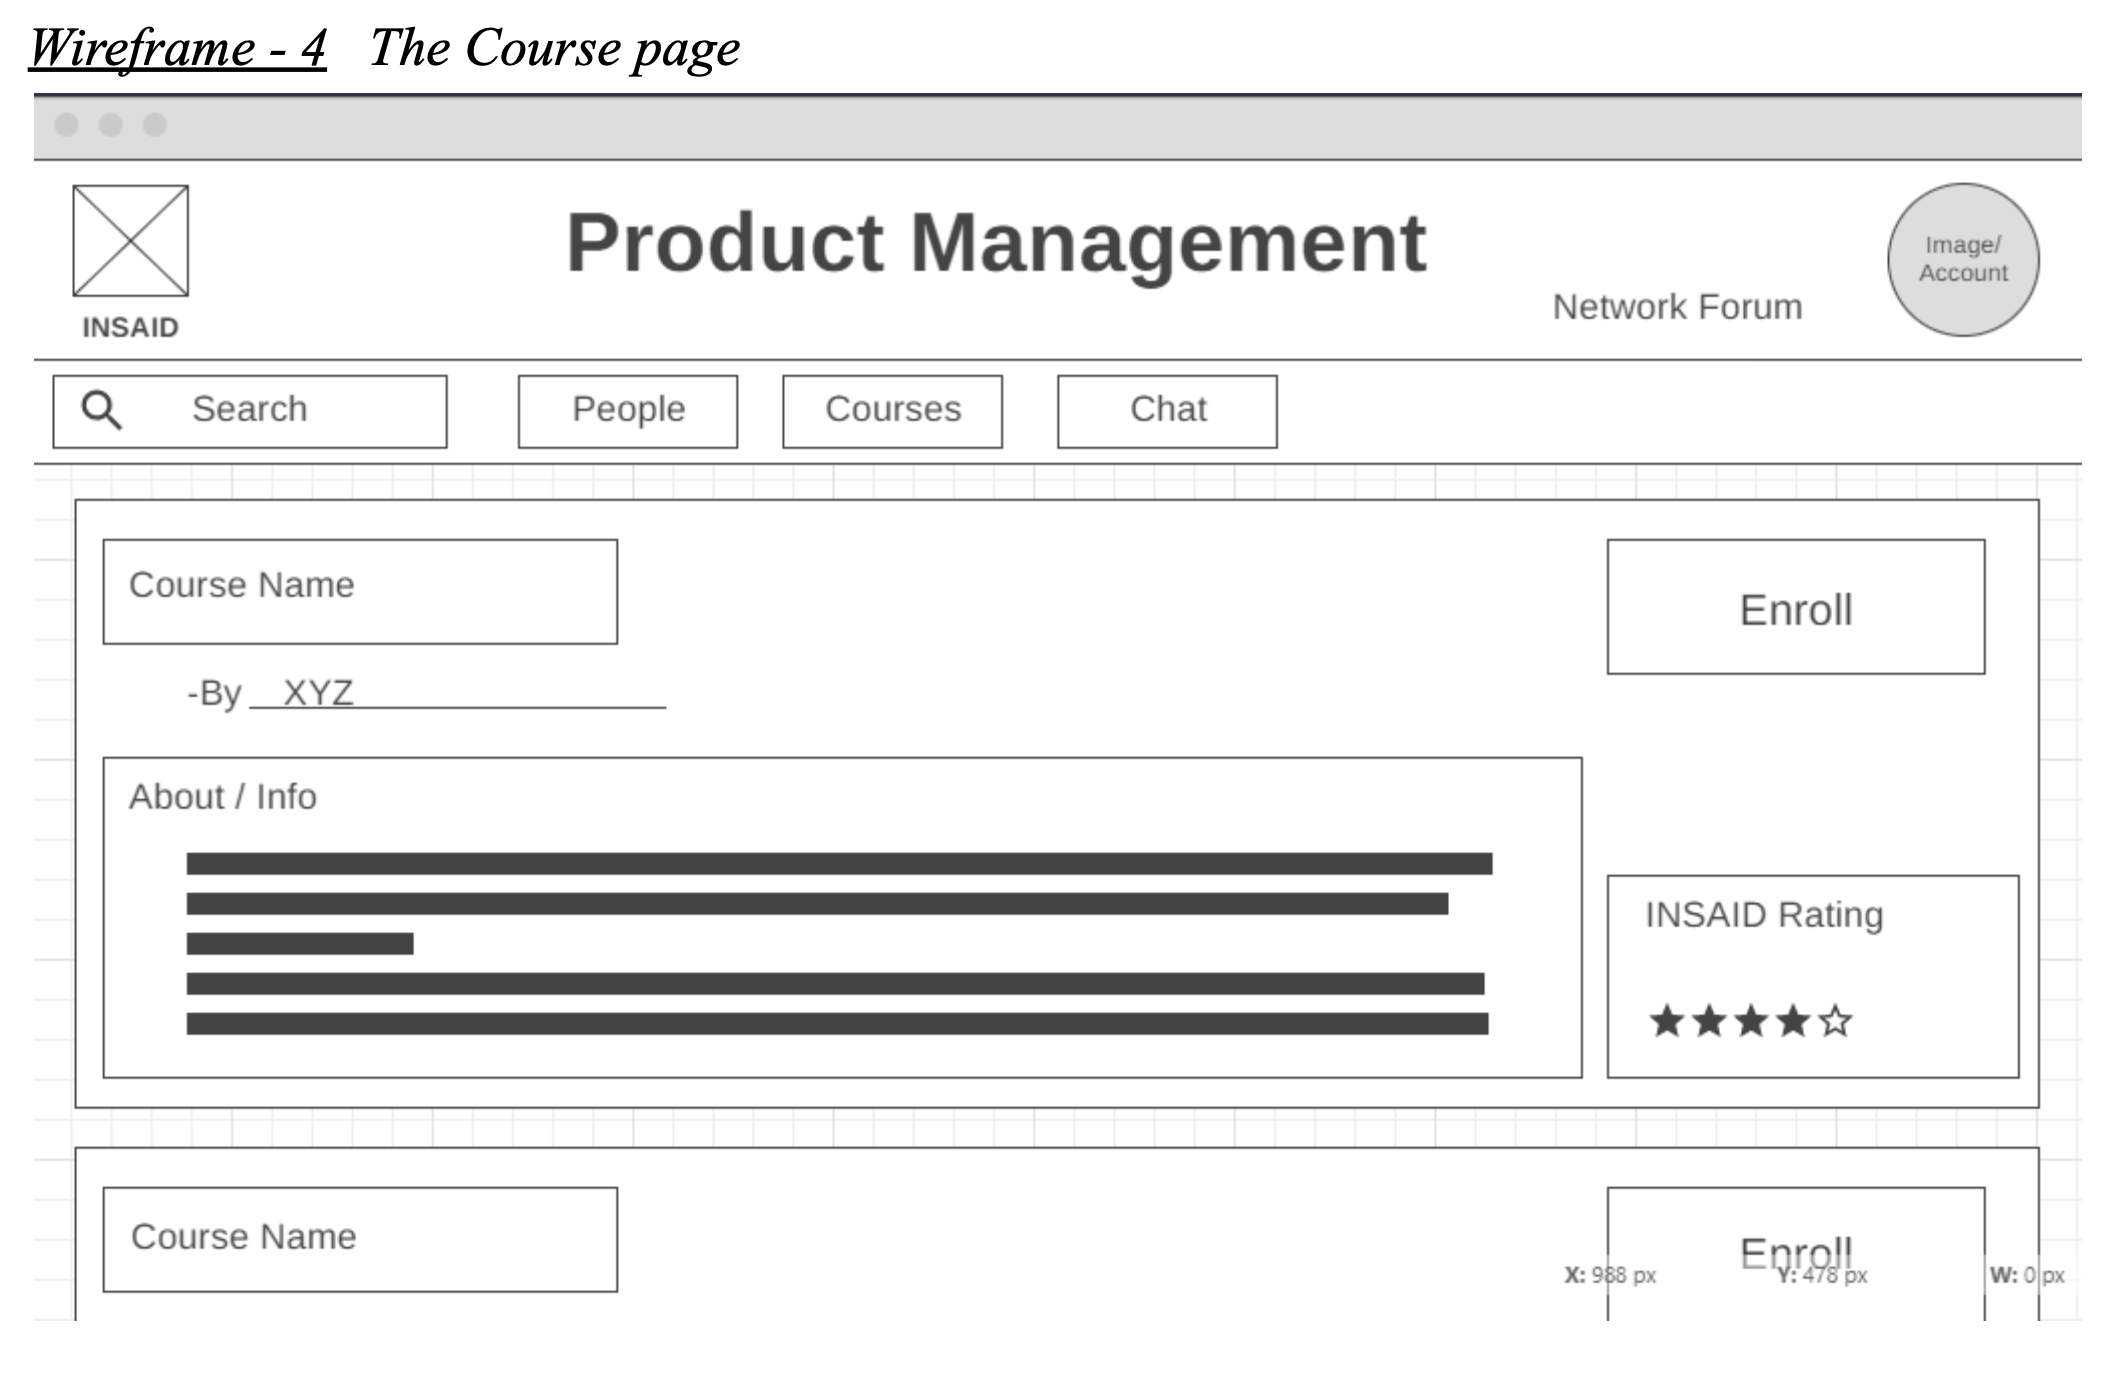 Wireframe - 4   The Course page
Product Management
Image/
Account
Network Forum
INSAID
Search
People
Courses
Chat
Course Name
Enroll
-By   XYZ
About / Info
INSAID Rating
Course Name
Enroll
X: 988 px   Y: 478 px   W: 0 px